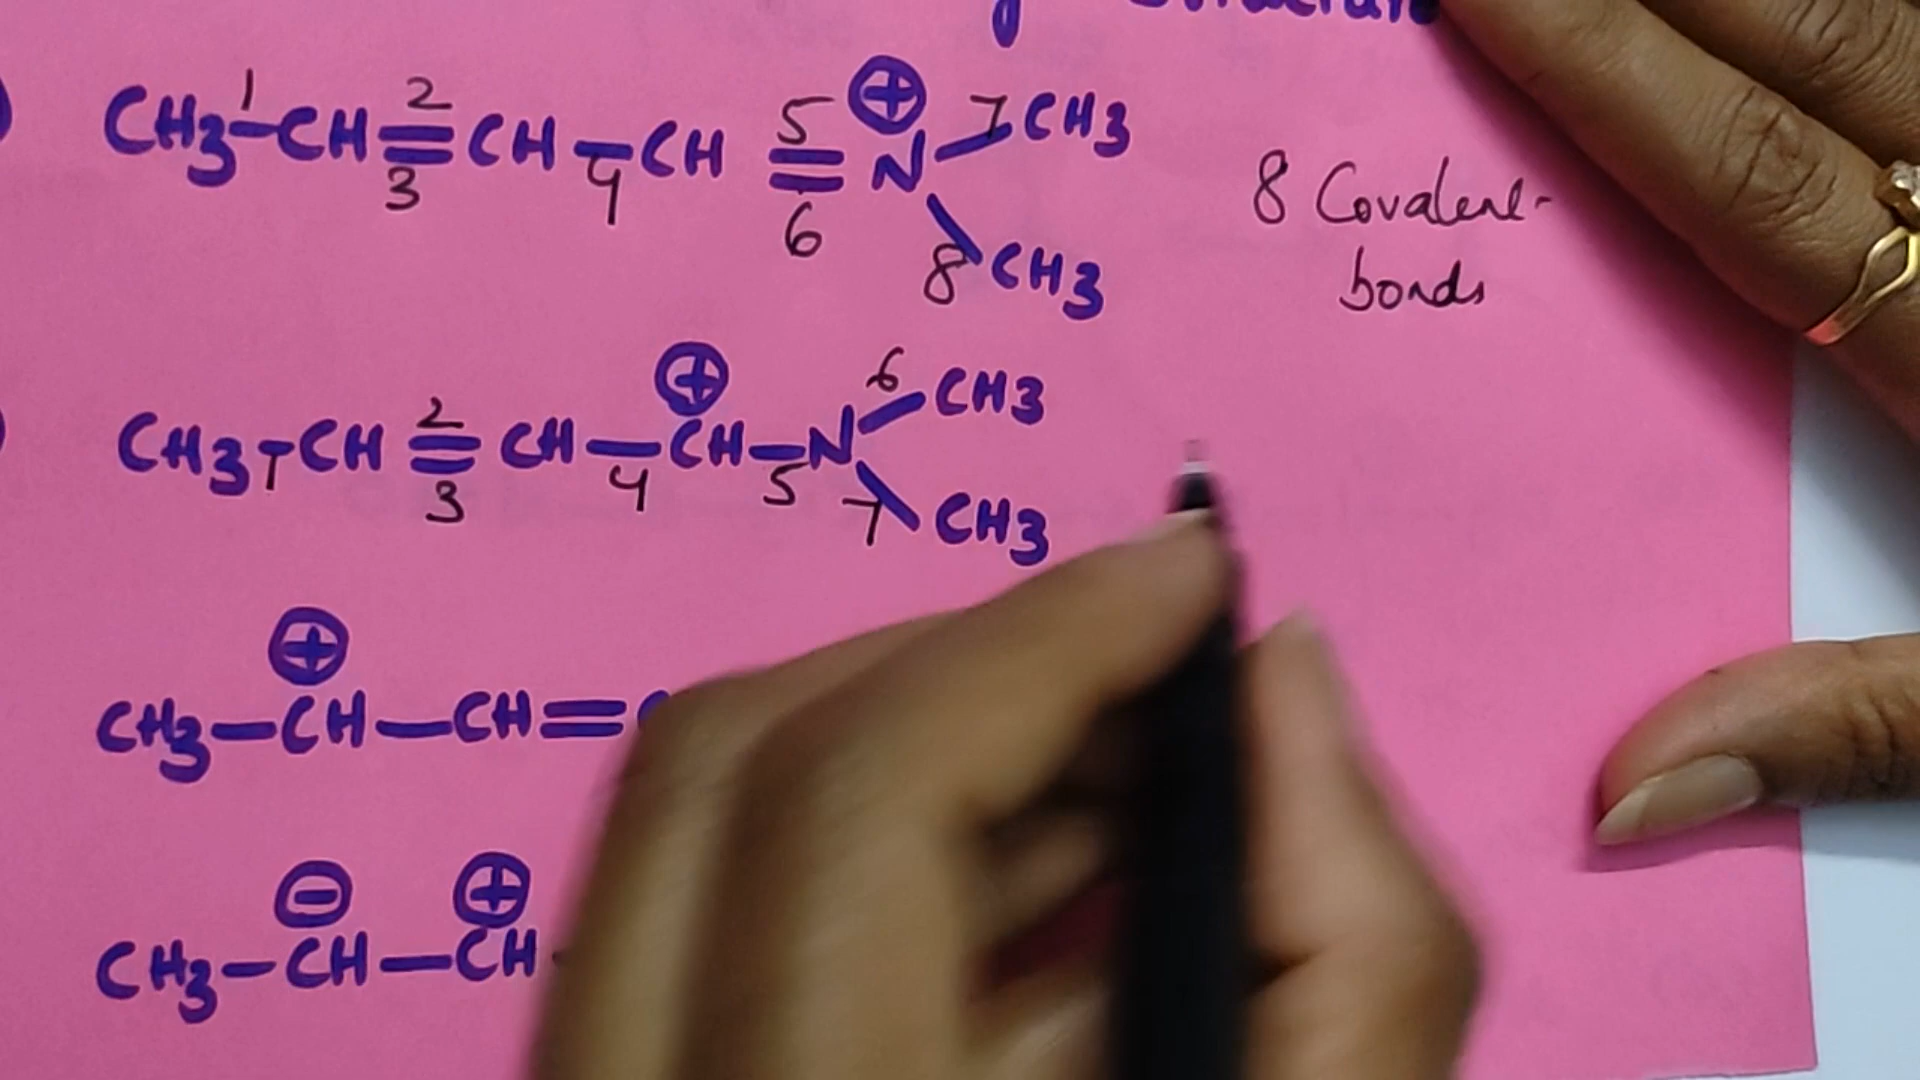 1 2 5 ⊕ 7
CH3-CH=CH-CH=N-CH3
3 4 6
8 CH3
8 Covalent-
bonds
2 ⊕ 6 CH3
CH3-CH=CH-CH-N
1 3 4 5 7 CH3
⊕
CH3-CH-CH=
⊖ ⊕
CH3-CH-CH-